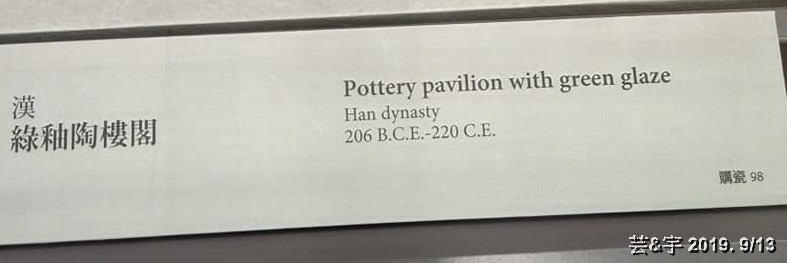 漢
綠釉陶樓閣
Pottery pavilion with green glaze
Han dynasty
206 B.C.E.-220 C.E.
購瓷 98
芸&宇 2019. 9/13